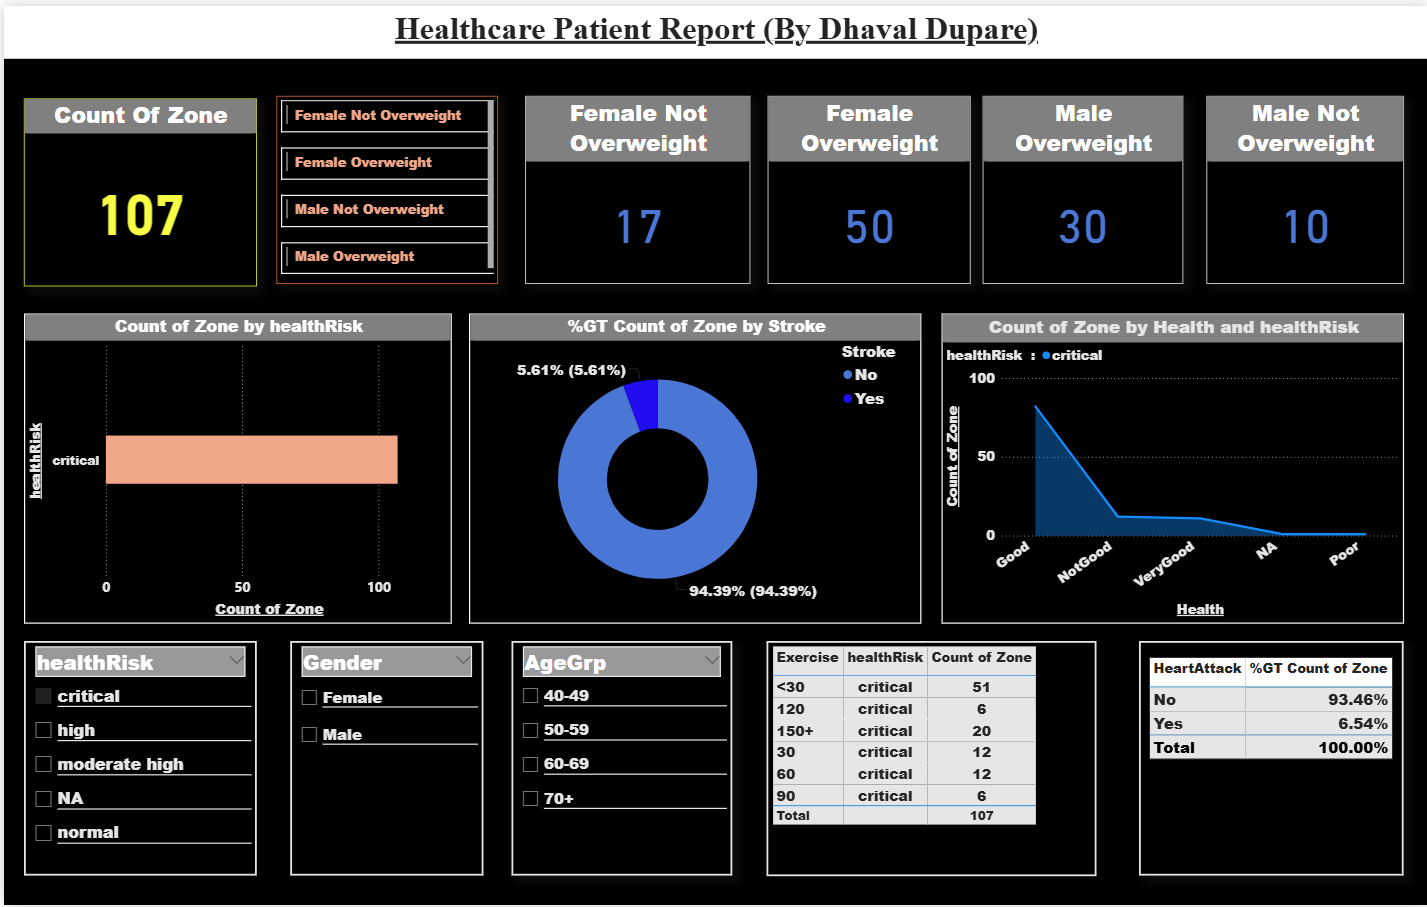 Healthcare Patient Report (By Dhaval Dupare)
Count Of Zone
107
Female Not Overweight
Female Overweight
Male Not Overweight
Male Overweight
Female Not
Overweight
17
Female
Overweight
50
Male
Overweight
30
Male Not
Overweight
10
Count of Zone by healthRisk
healthRisk
critical
0 50 100
Count of Zone
%GT Count of Zone by Stroke
Stroke
No
Yes
5.61% (5.61%)
94.39% (94.39%)
Count of Zone by Health and healthRisk
healthRisk : critical
Count of Zone
100
50
0
Good NotGood VeryGood NA Poor
Health
healthRisk
critical
high
moderate high
NA
normal
Gender
Female
Male
AgeGrp
40-49
50-59
60-69
70+
Exercise healthRisk Count of Zone
<30 critical 51
120 critical 6
150+ critical 20
30 critical 12
60 critical 12
90 critical 6
Total 107
HeartAttack %GT Count of Zone
No 93.46%
Yes 6.54%
Total 100.00%